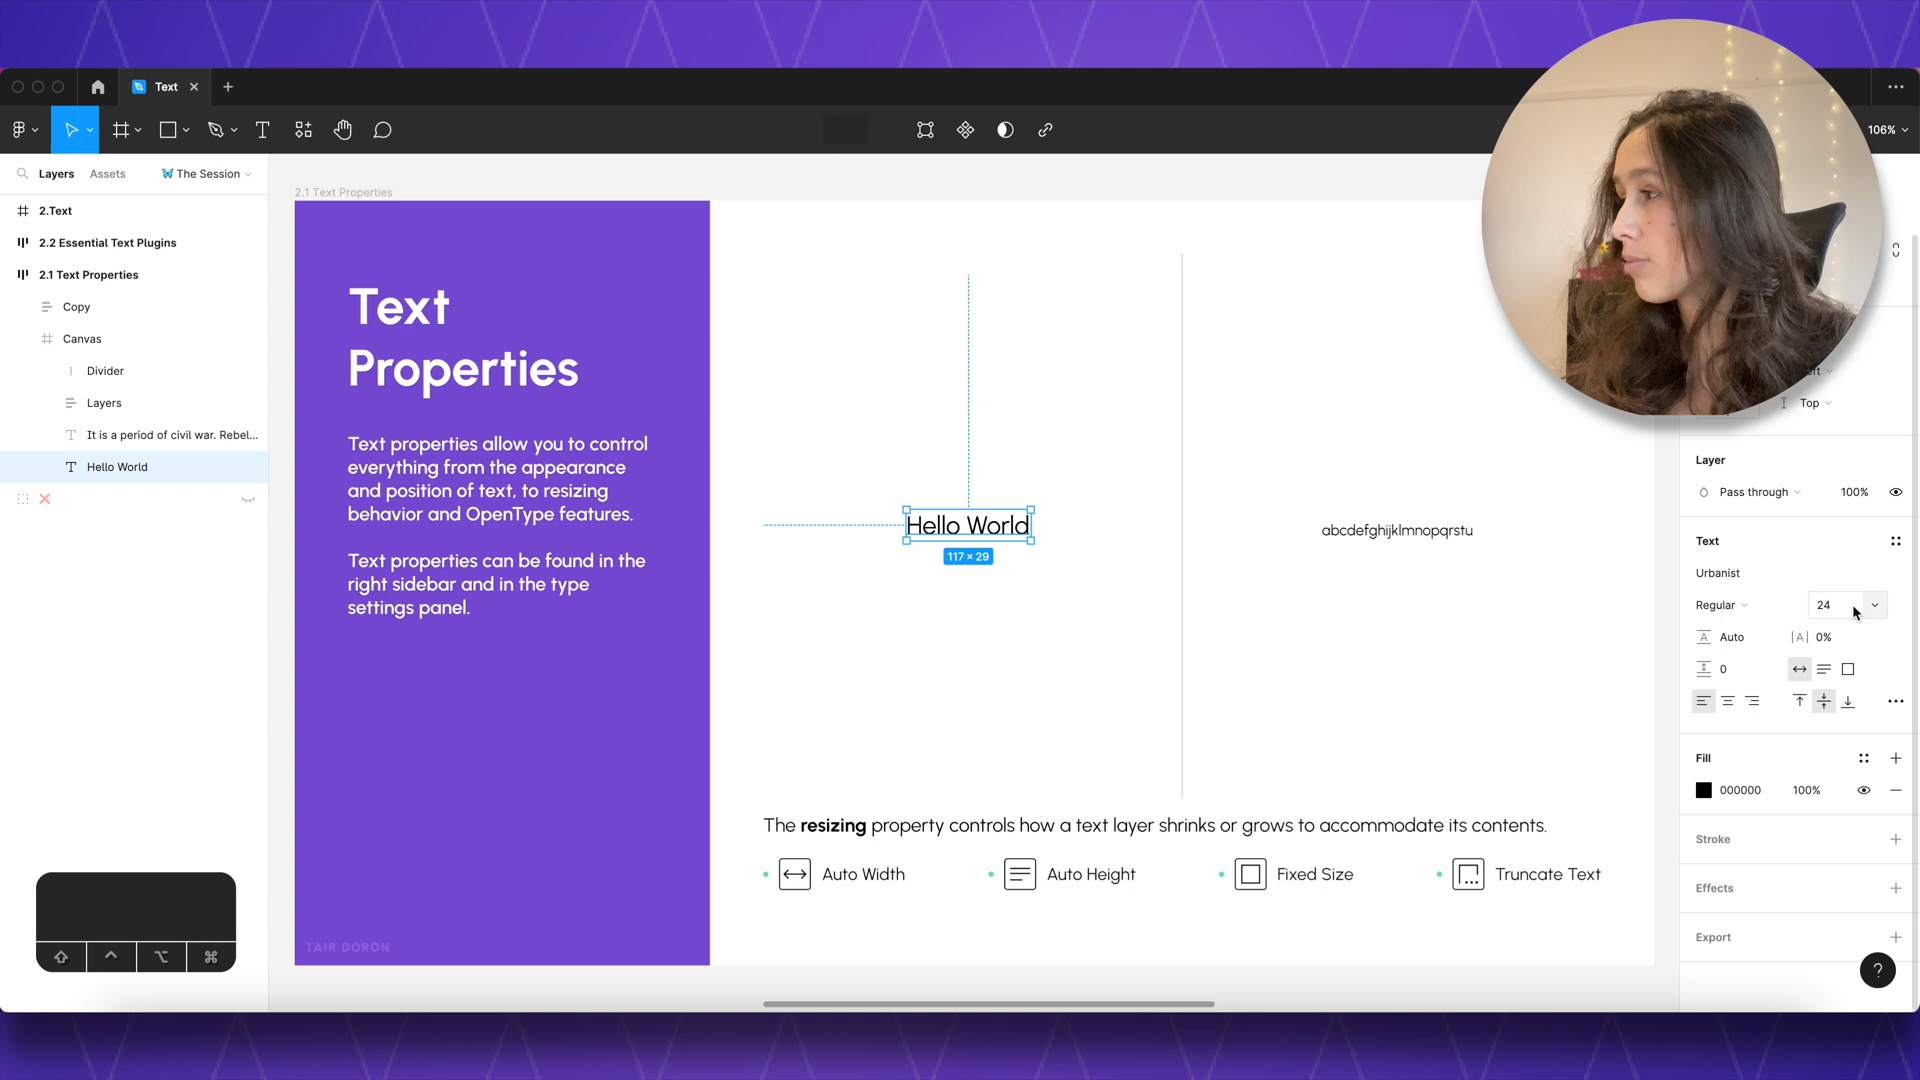 Text
106%
Layers
Assets
The Session
2.Text
2.2 Essential Text Plugins
2.1 Text Properties
Copy
Canvas
Divider
Layers
It is a period of civil war. Rebel...
Hello World
2.1 Text Properties
Text
Properties
Text properties allow you to control
everything from the appearance
and position of text, to resizing
behavior and OpenType features.
Text properties can be found in the
right sidebar and in the type
settings panel.
TAIR DORON
Hello World
117 × 29
abcdefghijklmnopqrstu
The resizing property controls how a text layer shrinks or grows to accommodate its contents.
Auto Width
Auto Height
Fixed Size
Truncate Text
Top
Layer
Pass through
100%
Text
Urbanist
Regular
24
Auto
0%
0
Fill
000000
100%
Stroke
Effects
Export
?